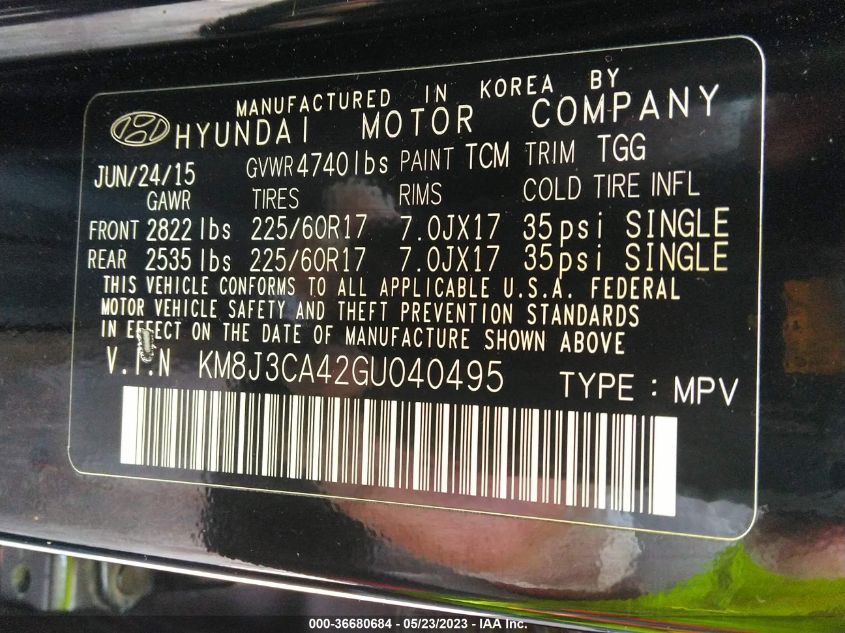 MANUFACTURED IN KOREA BY
HYUNDAI MOTOR COMPANY
JUN/24/15 GVWR 4740lbs PAINT TCM TRIM TGG
GAWR TIRES RIMS COLD TIRE INFL
FRONT 2822 lbs 225/60R17 7.0JX17 35psi SINGLE
REAR 2535 lbs 225/60R17 7.0JX17 35psi SINGLE
THIS VEHICLE CONFORMS TO ALL APPLICABLE U.S.A. FEDERAL
MOTOR VEHICLE SAFETY AND THEFT PREVENTION STANDARDS
IN EFFECT ON THE DATE OF MANUFACTURE SHOWN ABOVE
V.I.N KM8J3CA42GU040495 TYPE : MPV
000-36680684 - 05/23/2023 - IAA Inc.